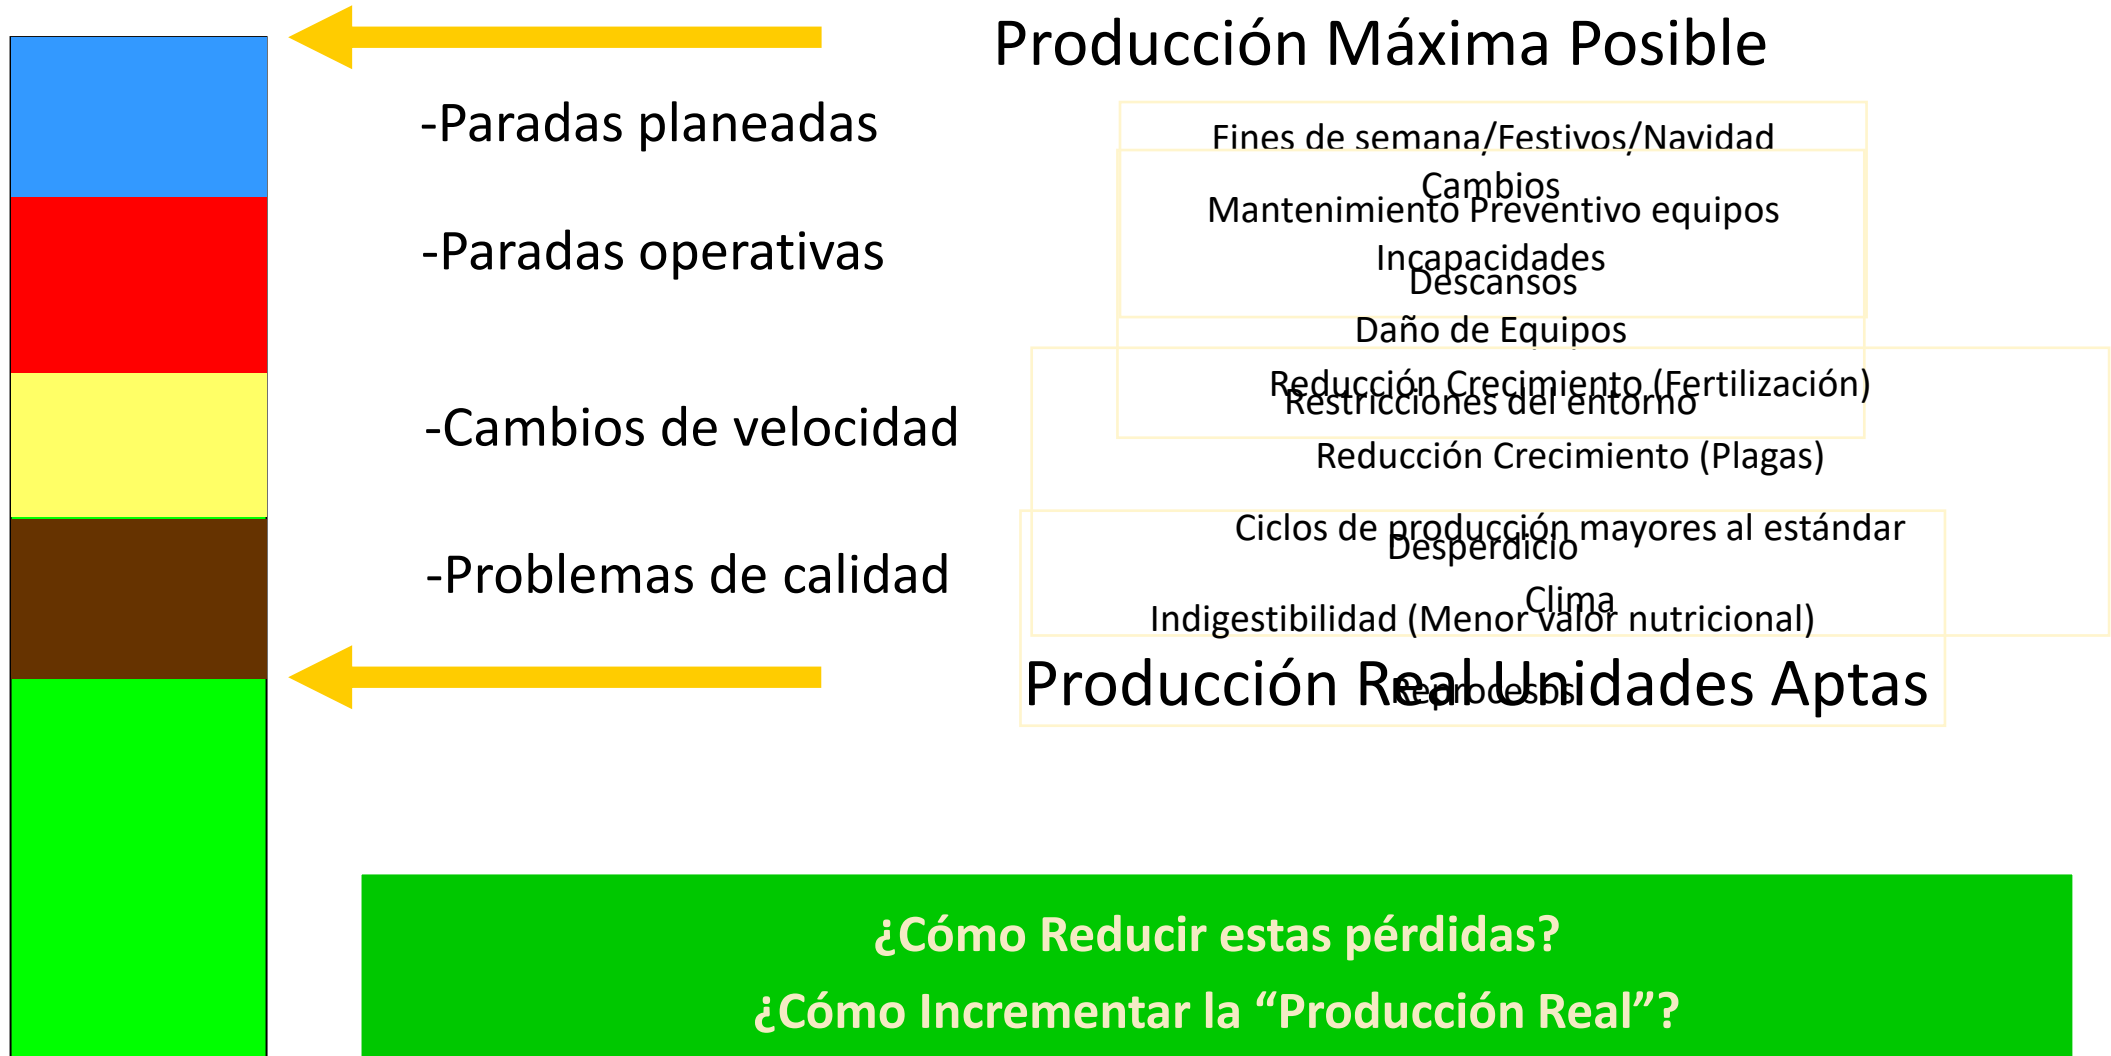 Producción Máxima Posible
-Paradas planeadas
Fines de semana/Festivos/Navidad
Mantenimiento Preventivo equipos
Descansos
-Paradas operativas
Cambios
Incapacidades
Daño de Equipos
Restricciones del entorno
-Cambios de velocidad
Reducción Crecimiento (Fertilización)
Reducción Crecimiento (Plagas)
Ciclos de producción mayores al estándar
Clima
-Problemas de calidad
Desperdicio
Indigestibilidad (Menor valor nutricional)
Reprocesos
Producción Real Unidades Aptas
¿Cómo Reducir estas pérdidas?
¿Cómo Incrementar la “Producción Real”?